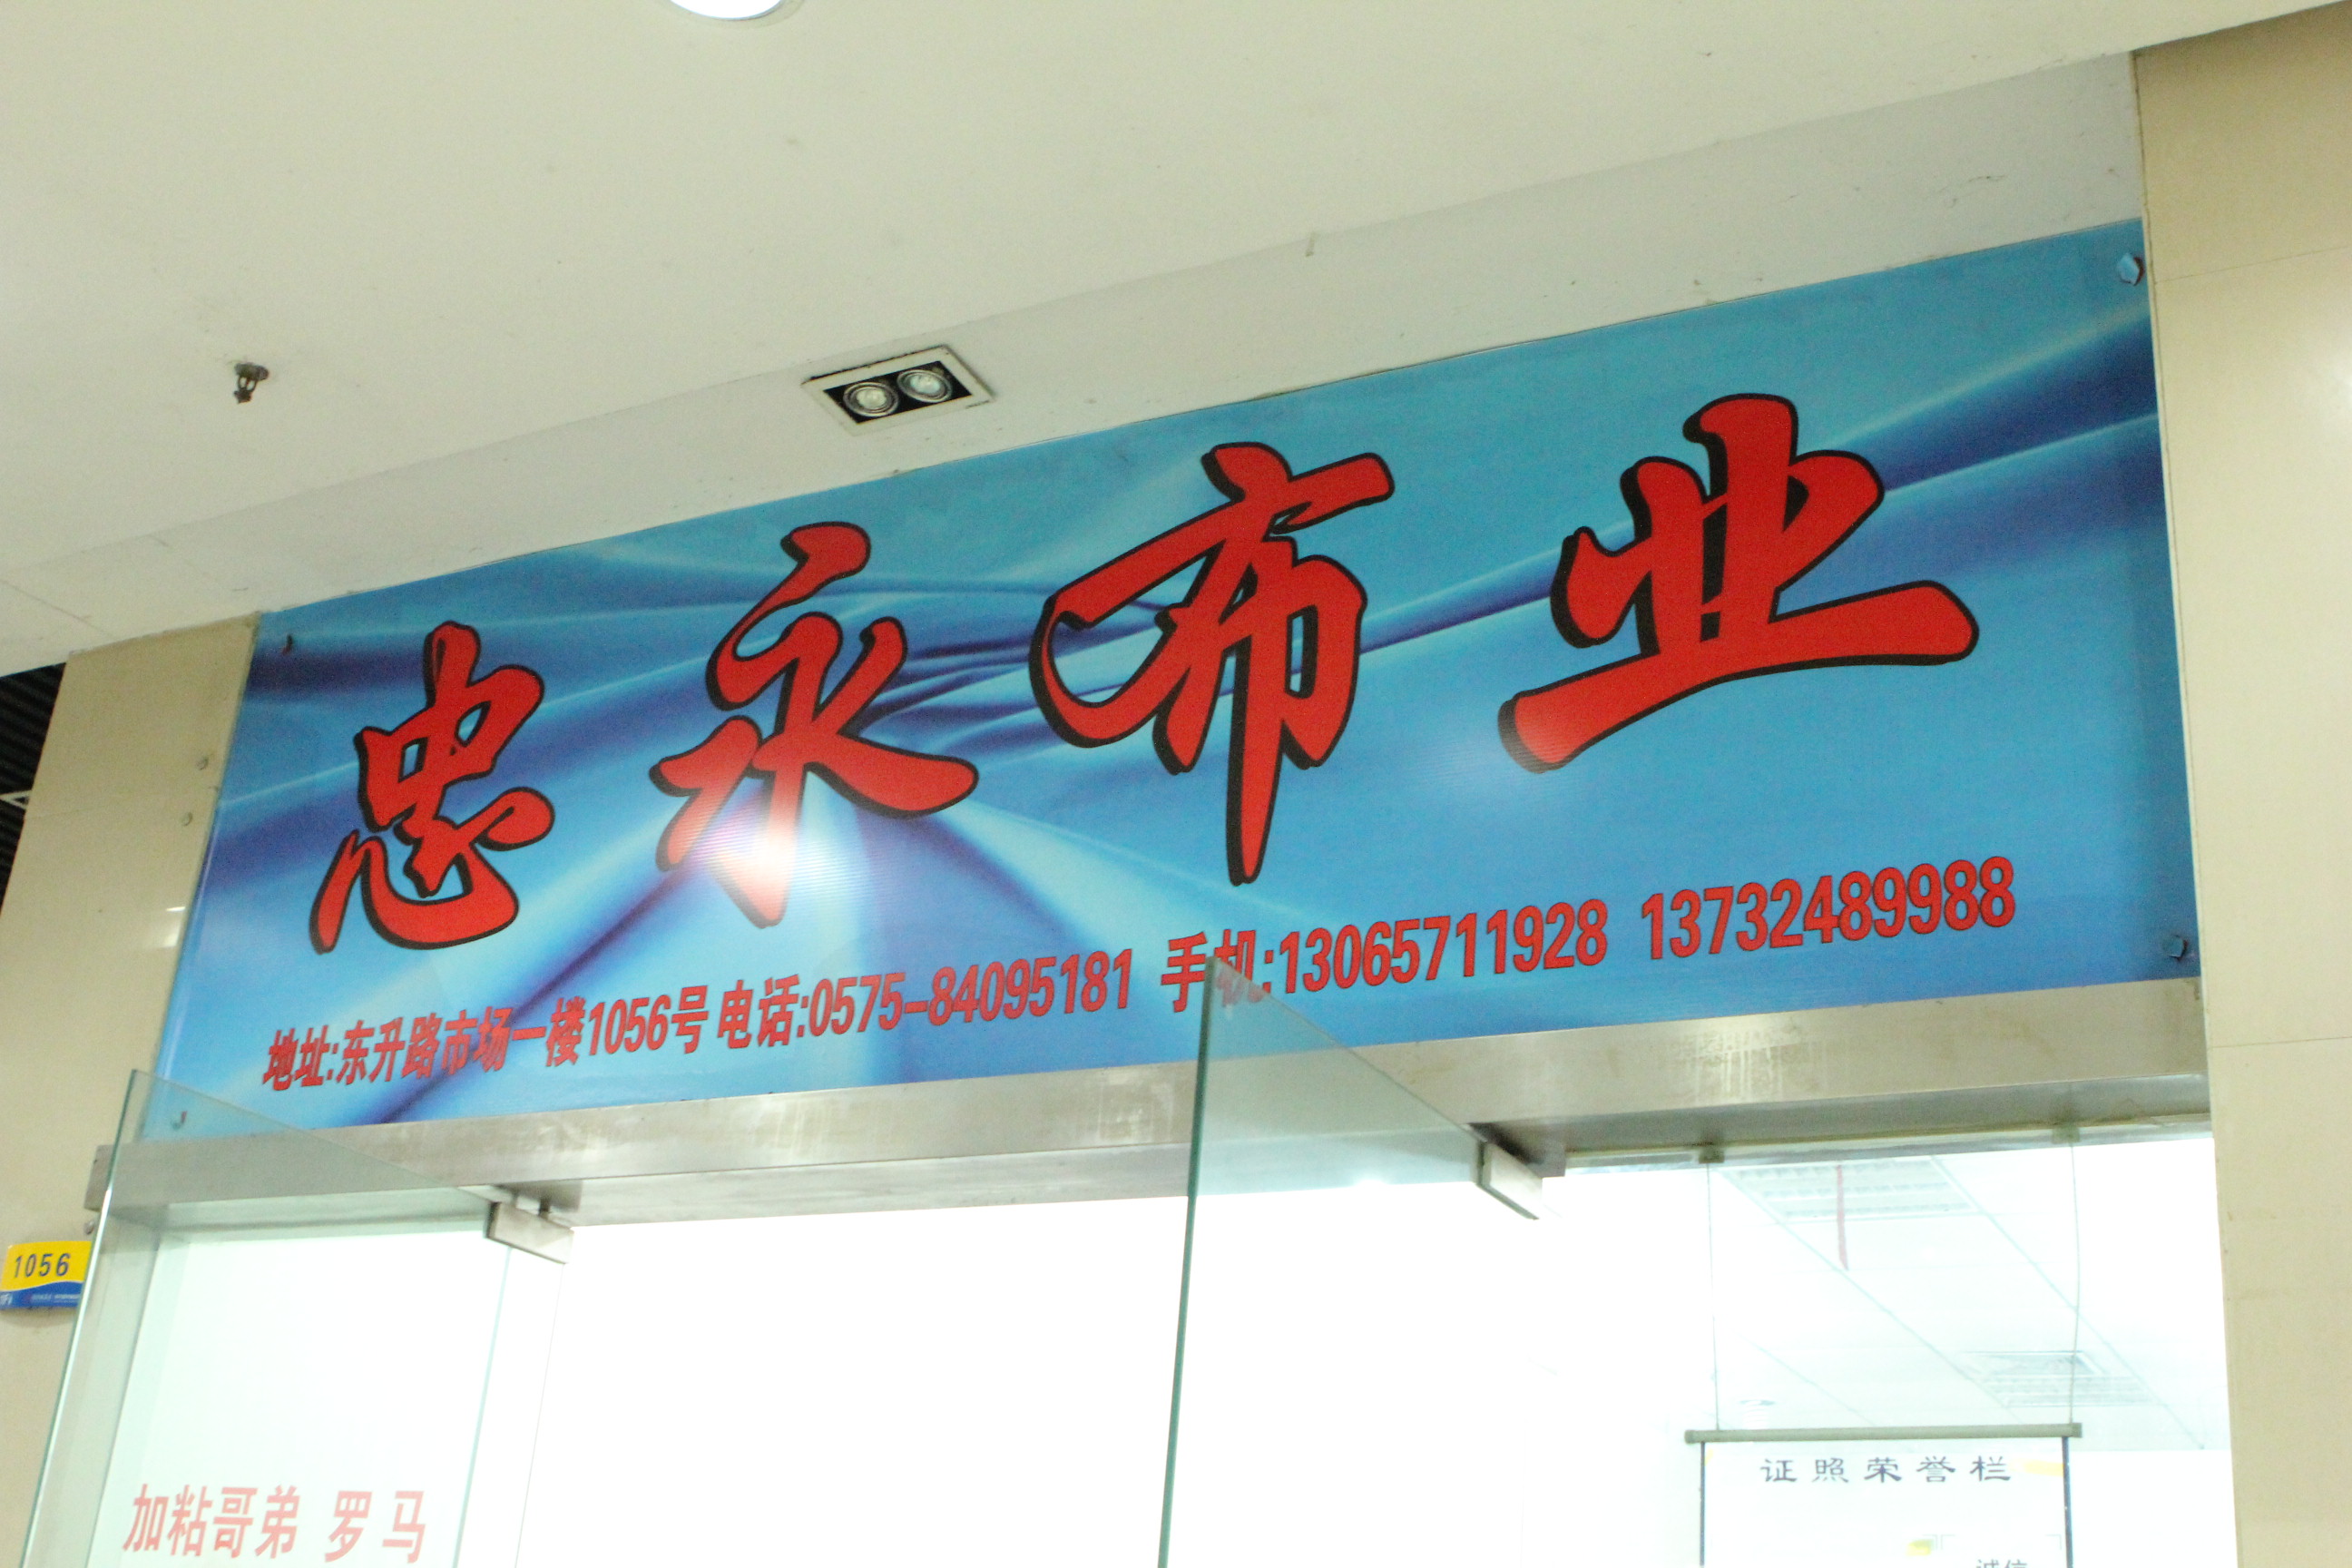 忠永布业
地址:东升路市场一楼1056号 电话:0575-84095181 手机:13065711928 13732489988
1056
加粘哥弟 罗马
证照荣誉栏
诚信